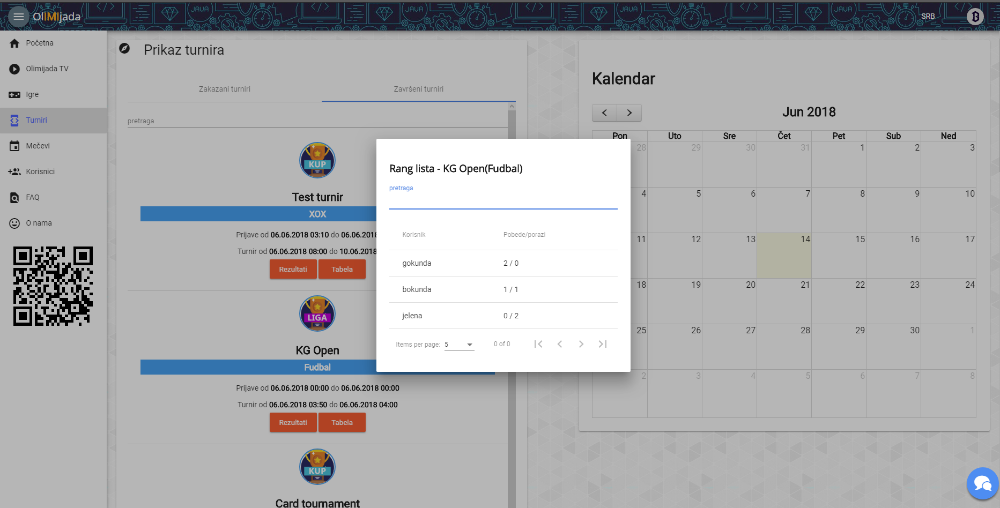 OliMijada
SRB
Početna
Olimijada TV
Igre
Turniri
Mečevi
Korisnici
FAQ
O nama
Prikaz turnira
Zakazani turniri
Završeni turniri
pretraga
KUP
Test turnir
XOX
Prijave od 06.06.2018 03:10 do 06.06.2018
Turnir od 06.06.2018 08:00 do 10.06.2018
Rezultati Tabela
LIGA
KG Open
Fudbal
Prijave od 06.06.2018 00:00 do 06.06.2018 00:00
Turnir od 06.06.2018 03:50 do 06.06.2018 04:00
Rezultati Tabela
KUP
Card tournament
Rang lista - KG Open(Fudbal)
pretraga
Korisnik Pobede/porazi
gokunda 2 / 0
bokunda 1 / 1
jelena 0 / 2
Items per page: 5 0 of 0
Kalendar
Jun 2018
Pon Uto Sre Čet Pet Sub Ned
28 29 30 31 1 2 3
4 5 6 7 8 9 10
11 12 13 14 15 16 17
18 19 20 21 22 23 24
25 26 27 28 29 30 1
2 3 4 5 6 7 8